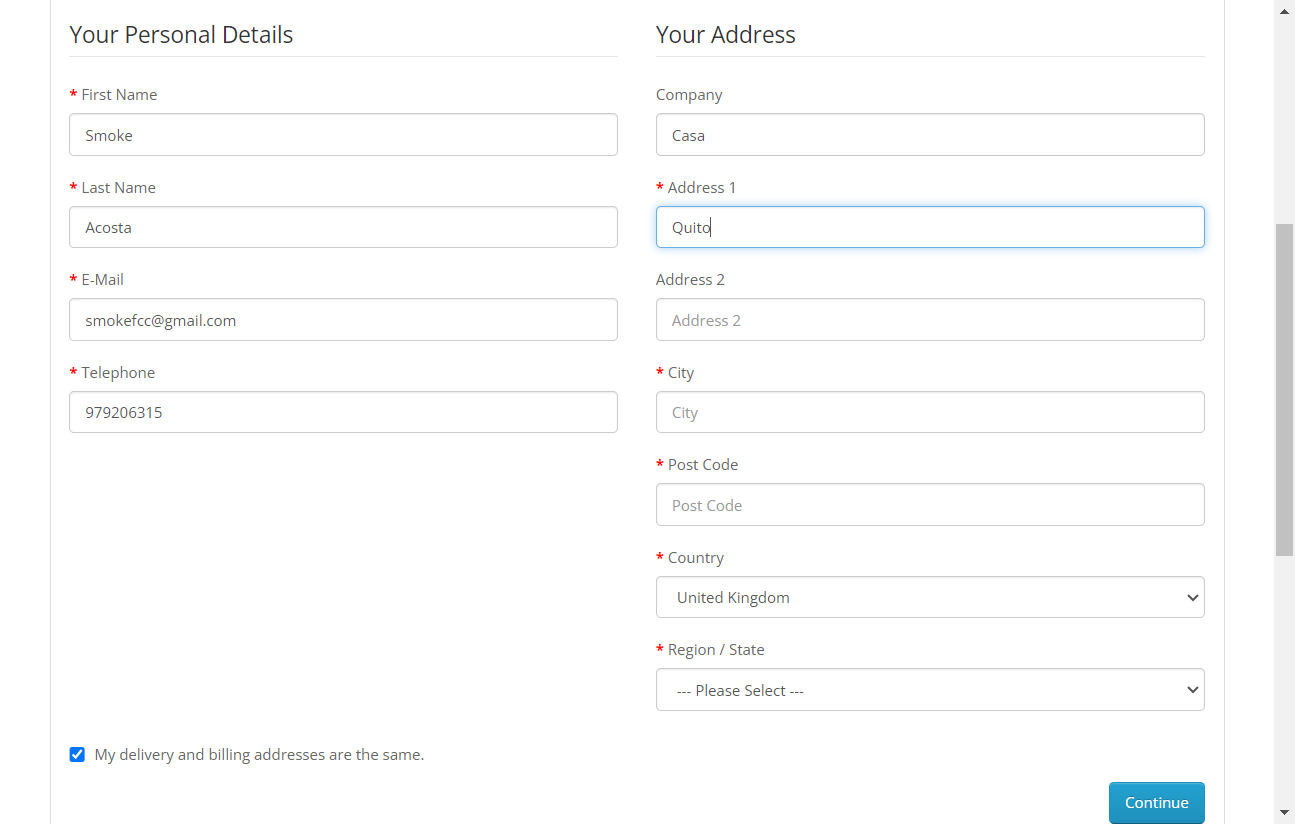 Your Personal Details
* First Name
Smoke
* Last Name
Acosta
* E-Mail
smokefcc@gmail.com
* Telephone
979206315
Your Address
Company
Casa
* Address 1
Quito
Address 2
Address 2
* City
City
* Post Code
Post Code
* Country
United Kingdom
* Region / State
--- Please Select ---
My delivery and billing addresses are the same.
Continue